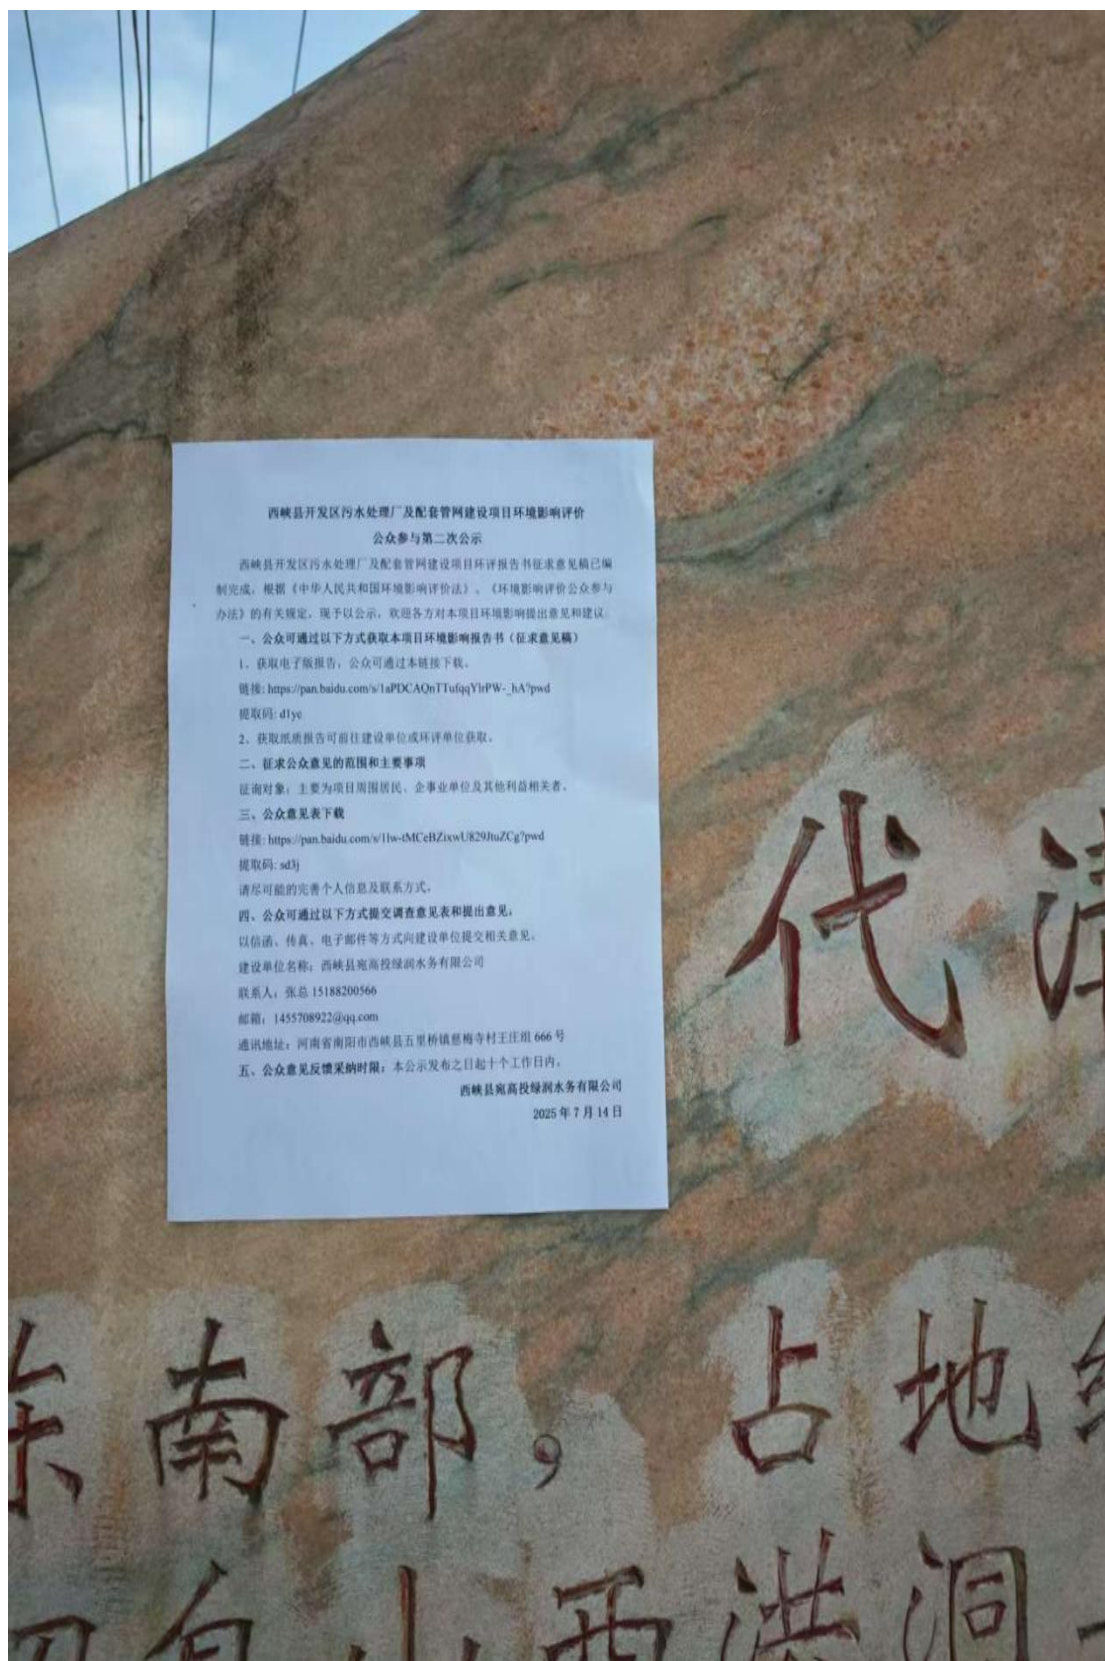 西峡县开发区污水处理厂及配套管网建设项目环境影响评价
公众参与第二次公示
西峡县开发区污水处理厂及配套管网建设项目环评报告书征求意见稿已编
制完成，根据《中华人民共和国环境影响评价法》、《环境影响评价公众参与
办法》的有关规定，现予以公示，欢迎各方对本项目环境影响提出意见和建议。
一、公众可通过以下方式获取本项目环境影响报告书（征求意见稿）
1、获取电子版报告，公众可通过本链接下载。
链接: https://pan.baidu.com/s/1aPDCAQnTTufqqYlrPW-_hA?pwd
提取码: d1yc
2、获取纸质报告可前往建设单位或环评单位获取。
二、征求公众意见的范围和主要事项
征询对象：主要为项目周围居民、企事业单位及其他利益相关者。
三、公众意见表下载
链接: https://pan.baidu.com/s/1lw-tMCeBZixwU829JtuZCg?pwd
提取码: sd3j
请尽可能的完善个人信息及联系方式。
四、公众可通过以下方式提交调查意见表和提出意见：
以信函、传真、电子邮件等方式向建设单位提交相关意见。
建设单位名称：西峡县宛高投绿润水务有限公司
联系人：张总 15188200566
邮箱：1455708922@qq.com
通讯地址：河南省南阳市西峡县五里桥镇慈梅寺村王庄组 666 号
五、公众意见反馈采纳时限：本公示发布之日起十个工作日内。
西峡县宛高投绿润水务有限公司
2025 年 7 月 14 日
代清
东南部，占地
自山西洪洞